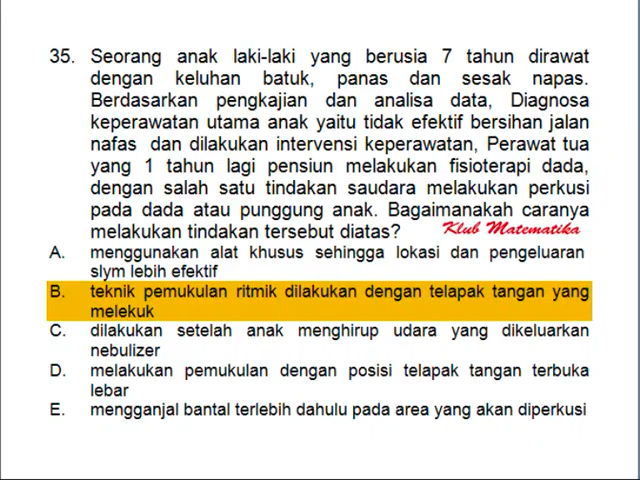 35. Seorang anak laki-laki yang berusia 7 tahun dirawat
dengan keluhan batuk, panas dan sesak napas.
Berdasarkan pengkajian dan analisa data, Diagnosa
keperawatan utama anak yaitu tidak efektif bersihan jalan
nafas dan dilakukan intervensi keperawatan, Perawat tua
yang 1 tahun lagi pensiun melakukan fisioterapi dada,
dengan salah satu tindakan saudara melakukan perkusi
pada dada atau punggung anak. Bagaimanakah caranya
melakukan tindakan tersebut diatas? Klub Matematika
A. menggunakan alat khusus sehingga lokasi dan pengeluaran
slym lebih efektif
B. teknik pemukulan ritmik dilakukan dengan telapak tangan yang
melekuk
C. dilakukan setelah anak menghirup udara yang dikeluarkan
nebulizer
D. melakukan pemukulan dengan posisi telapak tangan terbuka
lebar
E. mengganjal bantal terlebih dahulu pada area yang akan diperkusi